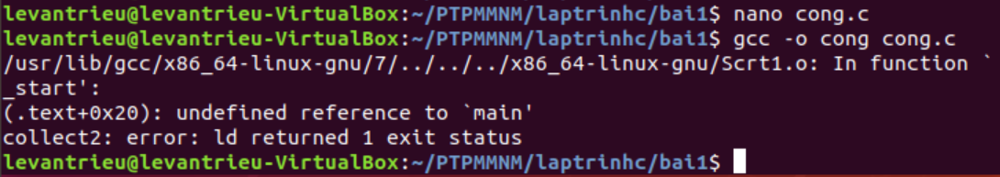 levantrieu@levantrieu-VirtualBox:~/PTPMMNM/laptrinhc/bai1$ nano cong.c
levantrieu@levantrieu-VirtualBox:~/PTPMMNM/laptrinhc/bai1$ gcc -o cong cong.c
/usr/lib/gcc/x86_64-linux-gnu/7/../../../x86_64-linux-gnu/Scrt1.o: In function `
_start':
(.text+0x20): undefined reference to `main'
collect2: error: ld returned 1 exit status
levantrieu@levantrieu-VirtualBox:~/PTPMMNM/laptrinhc/bai1$